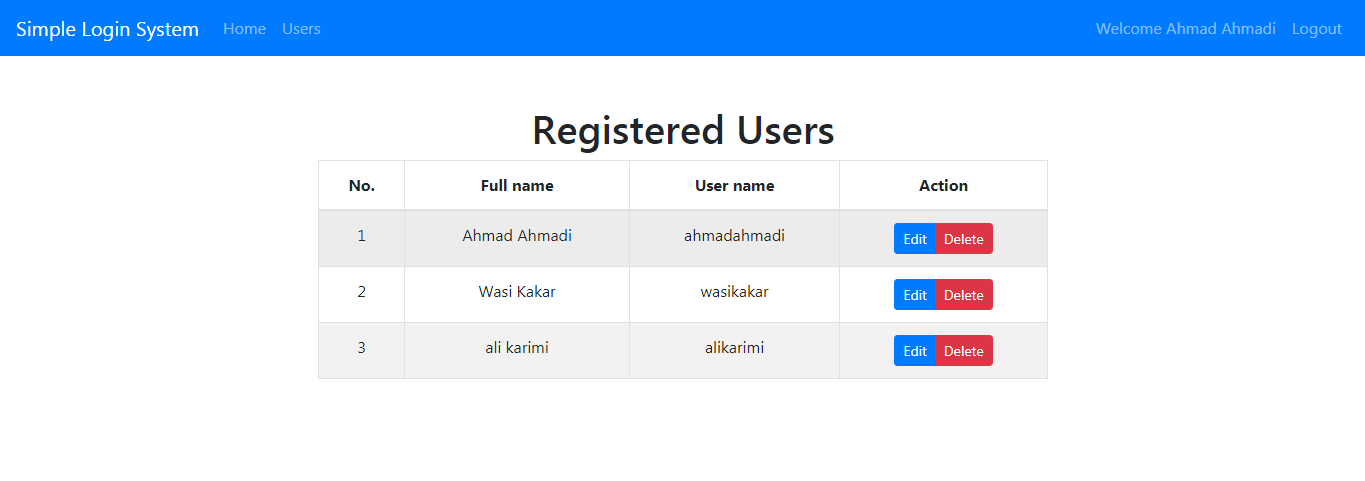 Simple Login System Home Users Welcome Ahmad Ahmadi Logout
Registered Users
No. Full name User name Action
1 Ahmad Ahmadi ahmadahmadi Edit Delete
2 Wasi Kakar wasikakar Edit Delete
3 ali karimi alikarimi Edit Delete